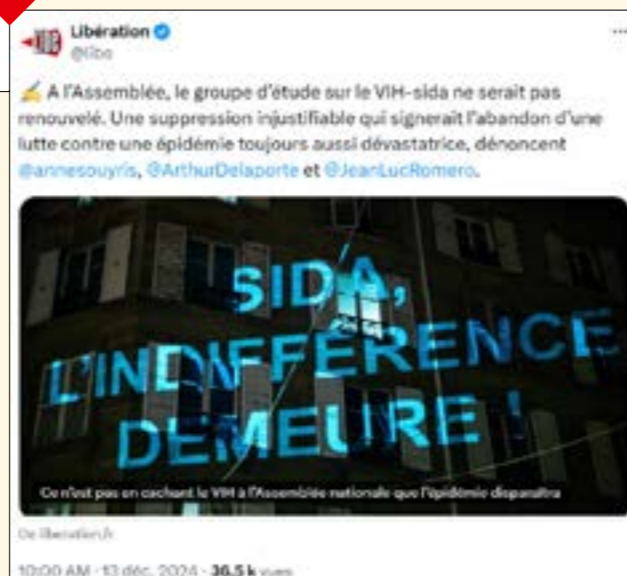 Libération
@libe
✍️ A l'Assemblée, le groupe d'étude sur le VIH-sida ne serait pas
renouvelé. Une suppression injustifiable qui signerait l'abandon d'une
lutte contre une épidémie toujours aussi dévastatrice, dénoncent
@annesouyris, @ArthurDelaporte et @JeanLucRomero.
SIDA,
L'INDIFFÉRENCE
DEMEURE !
Ce n'est pas en cachant le VIH à l'Assemblée nationale que l'épidémie disparaîtra
De liberation.fr
10:00 AM · 13 déc. 2024 · 36,5 k vues